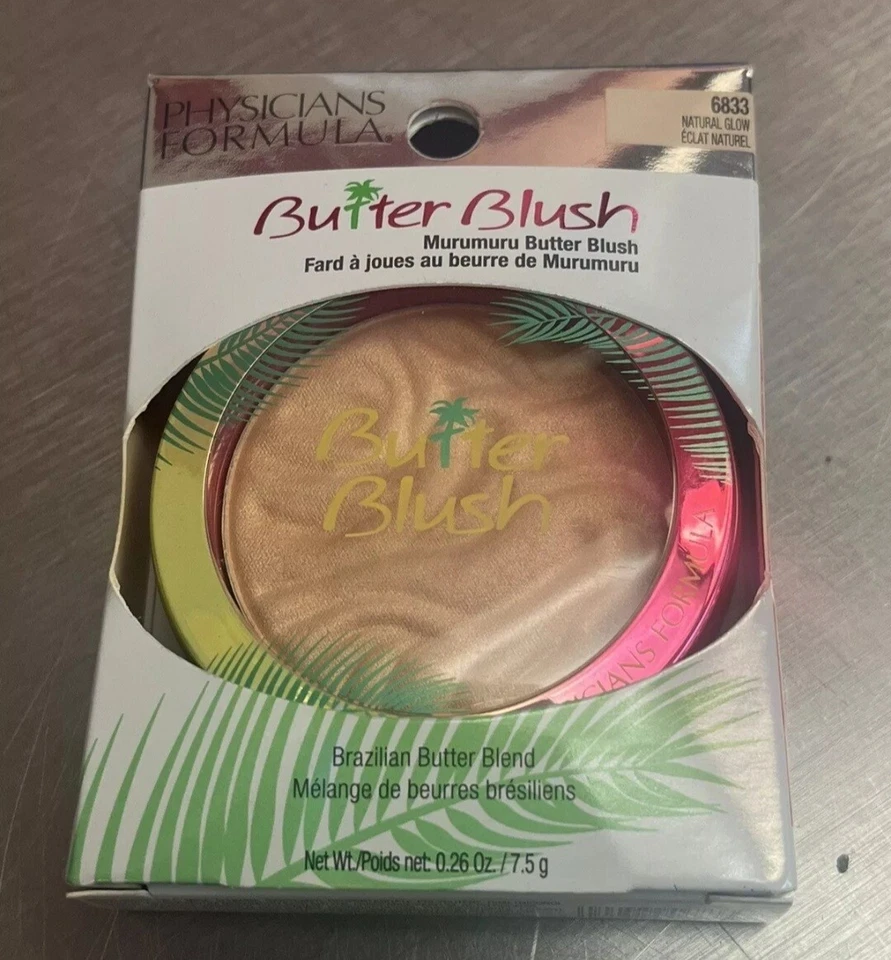 PHYSICIANS
FORMULA®
6833
NATURAL GLOW
ÉCLAT NATUREL
Butter Blush
Murumuru Butter Blush
Fard à joues au beurre de Murumuru
Butter
Blush
ICIANS FORMULA
Brazilian Butter Blend
Mélange de beurres brésiliens
Net Wt./Poids net: 0.26 Oz. / 7.5 g